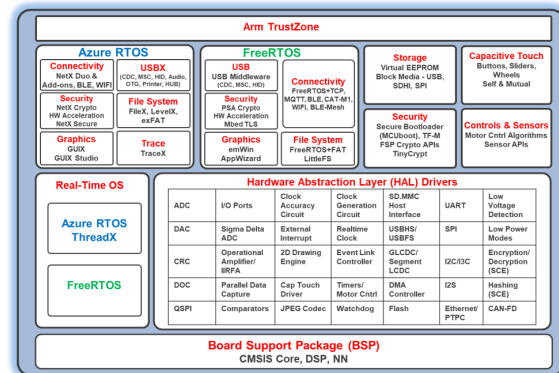 Arm TrustZone
Azure RTOS
Connectivity
NetX Duo &
Add-ons, BLE, WIFI
USBX
(CDC, MSC, HID, Audio,
OTG, Printer, HUB)
Security
NetX Crypto
HW Acceleration
NetX Secure
File System
FileX, LevelX,
exFAT
Graphics
GUIX
GUIX Studio
Trace
TraceX
FreeRTOS
USB
USB Middleware
(CDC, MSC, HID)
Connectivity
FreeRTOS+TCP,
MQTT, BLE, CAT-M1,
WIFI, BLE-Mesh
Security
PSA Crypto
HW Acceleration
Mbed TLS
Graphics
emWin
AppWizard
File System
FreeRTOS+FAT
LittleFS
Storage
Virtual EEPROM
Block Media - USB,
SDHI, SPI
Capacitive Touch
Buttons, Sliders,
Wheels
Self & Mutual
Security
Secure Bootloader
(MCUboot), TF-M
FSP Crypto APIs
TinyCrypt
Controls & Sensors
Motor Cntrl Algorithms
Sensor APIs
Real-Time OS
Azure RTOS
ThreadX
FreeRTOS
Hardware Abstraction Layer (HAL) Drivers
ADC
I/O Ports
Clock
Accuracy
Circuit
Clock
Generation
Circuit
SD.MMC
Host
Interface
UART
Low
Voltage
Detection
DAC
Sigma Delta
ADC
External
Interrupt
Realtime
Clock
USBHS/
USBFS
SPI
Low Power
Modes
CRC
Operational
Amplifier/
IIRFA
2D Drawing
Engine
Event Link
Controller
GLCDC/
Segment
LCDC
I2C/I3C
Encryption/
Decryption
(SCE)
DOC
Parallel Data
Capture
Cap Touch
Driver
Timers/
Motor Cntrl
DMA
Controller
I2S
Hashing
(SCE)
QSPI
Comparators
JPEG Codec
Watchdog
Flash
Ethernet/
PTPC
CAN-FD
Board Support Package (BSP)
CMSIS Core, DSP, NN